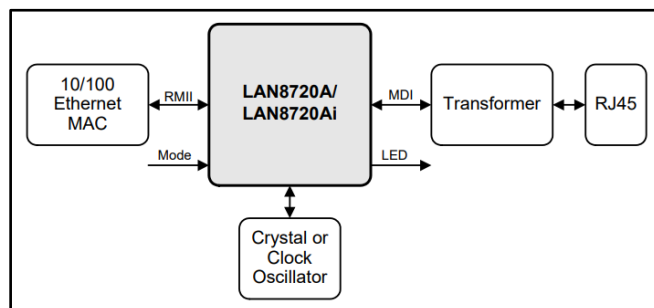 10/100
Ethernet
MAC
RMII
Mode
LAN8720A/
LAN8720Ai
MDI
LED
Transformer
RJ45
Crystal or
Clock
Oscillator